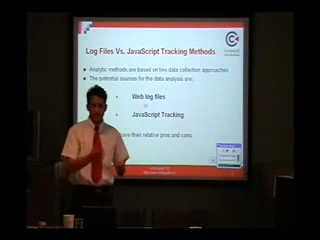 Log Files Vs. JavaScript Tracking Methods
Analytic methods are based on two data collection approaches.
The potential sources for the data analysis are:
Web log files
or
JavaScript Tracking
have their relative pros and cons.